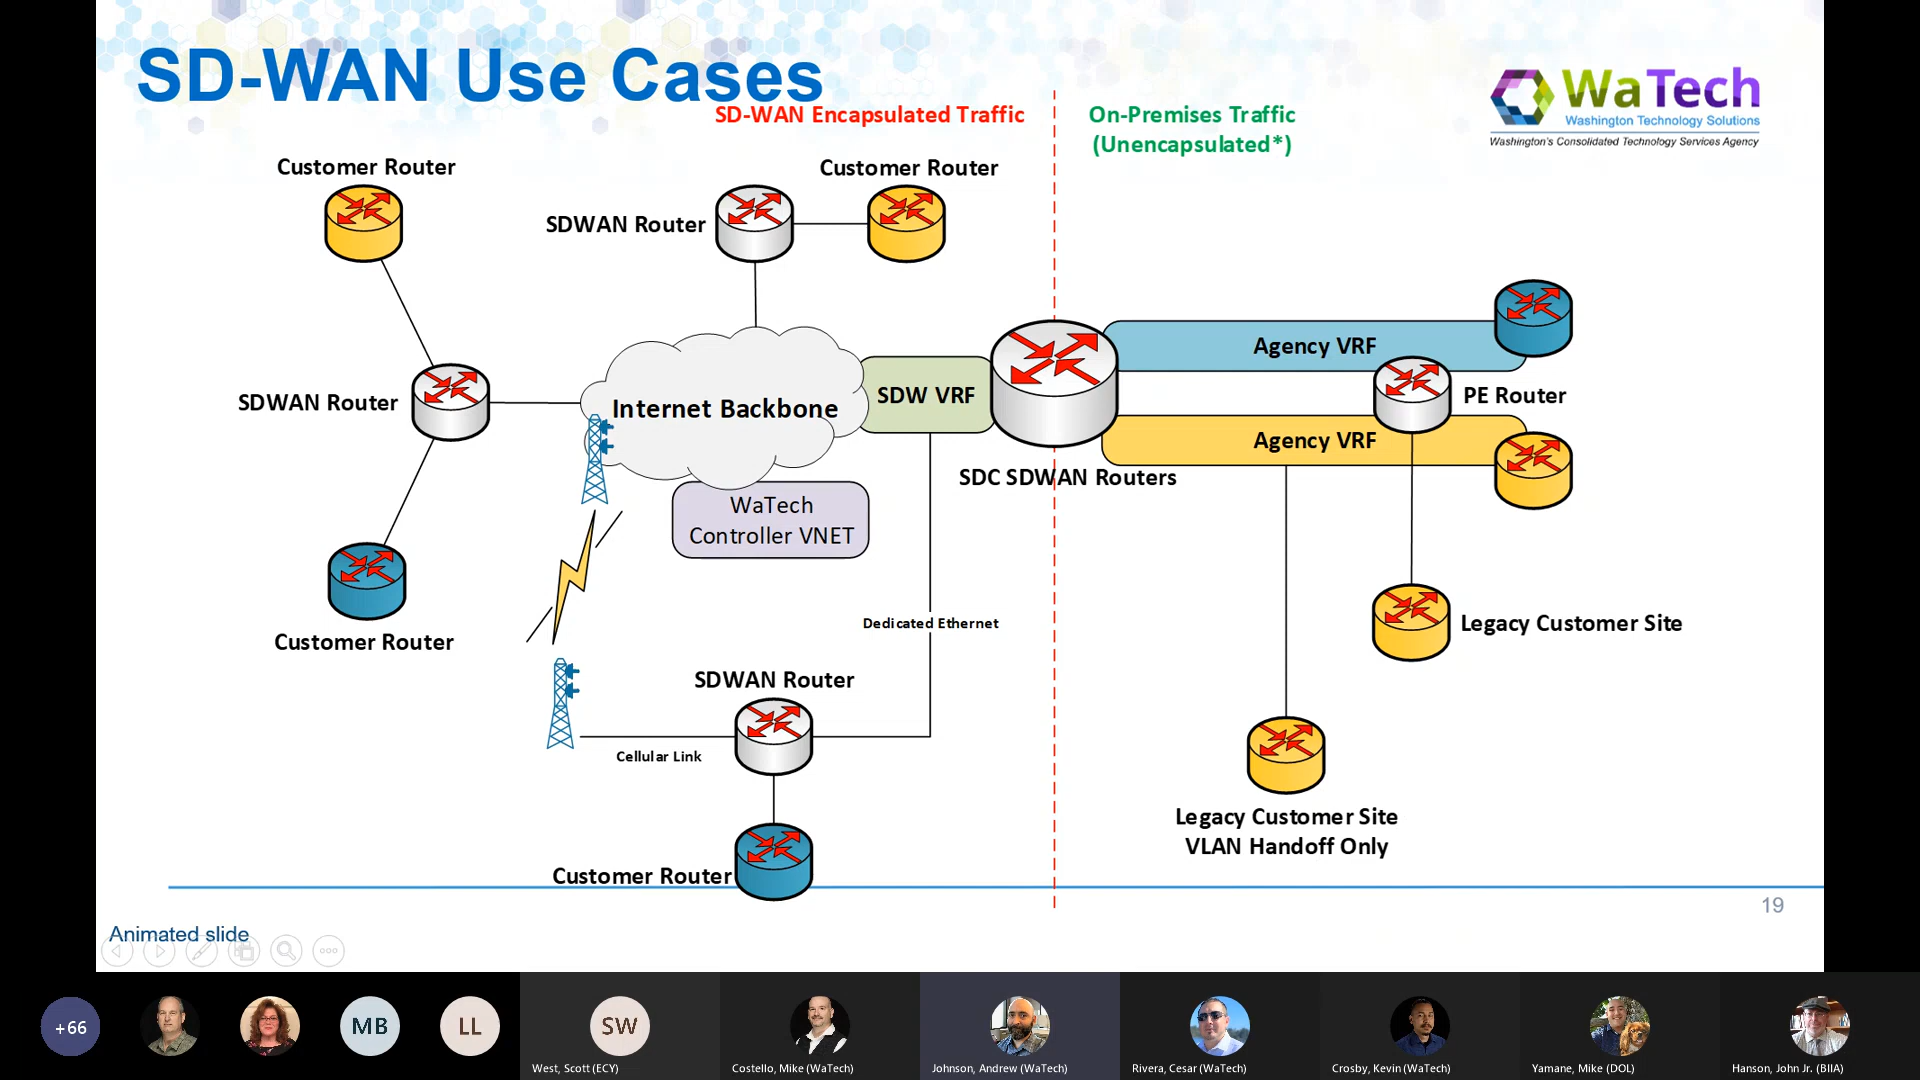 SD-WAN Use Cases
SD-WAN Encapsulated Traffic
On-Premises Traffic
(Unencapsulated*)
WaTech
Washington Technology Solutions
Washington's Consolidated Technology Services Agency
Customer Router
Customer Router
SDWAN Router
SDWAN Router
Internet Backbone
SDW VRF
Agency VRF
PE Router
Agency VRF
SDC SDWAN Routers
WaTech
Controller VNET
Customer Router
Dedicated Ethernet
Legacy Customer Site
SDWAN Router
Cellular Link
Legacy Customer Site
VLAN Handoff Only
Customer Router
19
Animated slide
+66
MB
LL
SW
West, Scott (ECY)
Costello, Mike (WaTech)
Johnson, Andrew (WaTech)
Rivera, Cesar (WaTech)
Crosby, Kevin (WaTech)
Yamane, Mike (DOL)
Hanson, John Jr. (BIIA)